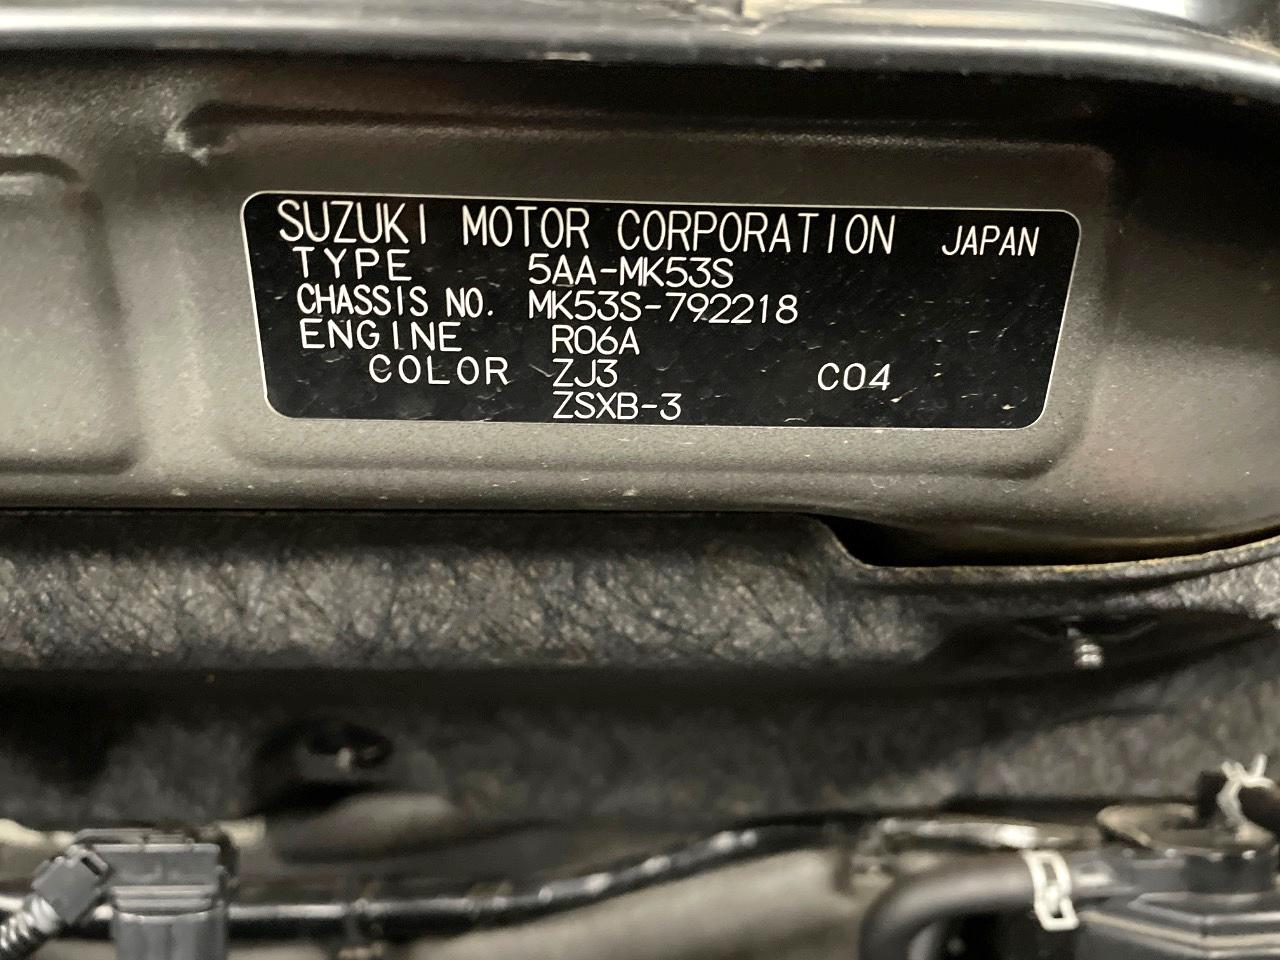 SUZUKI MOTOR CORPORATION JAPAN
TYPE 5AA-MK53S
CHASSIS NO. MK53S-792218
ENGINE R06A
COLOR ZJ3 C04
ZSXB-3